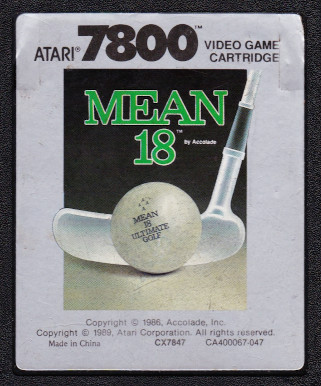 ATARI® 7800™ VIDEO GAME
CARTRIDGE
MEAN
18™
by Accolade
MEAN
18
ULTIMATE
GOLF
Copyright © 1986, Accolade, Inc.
Copyright © 1989, Atari Corporation. All rights reserved.
Made in China CX7847 CA400067-047